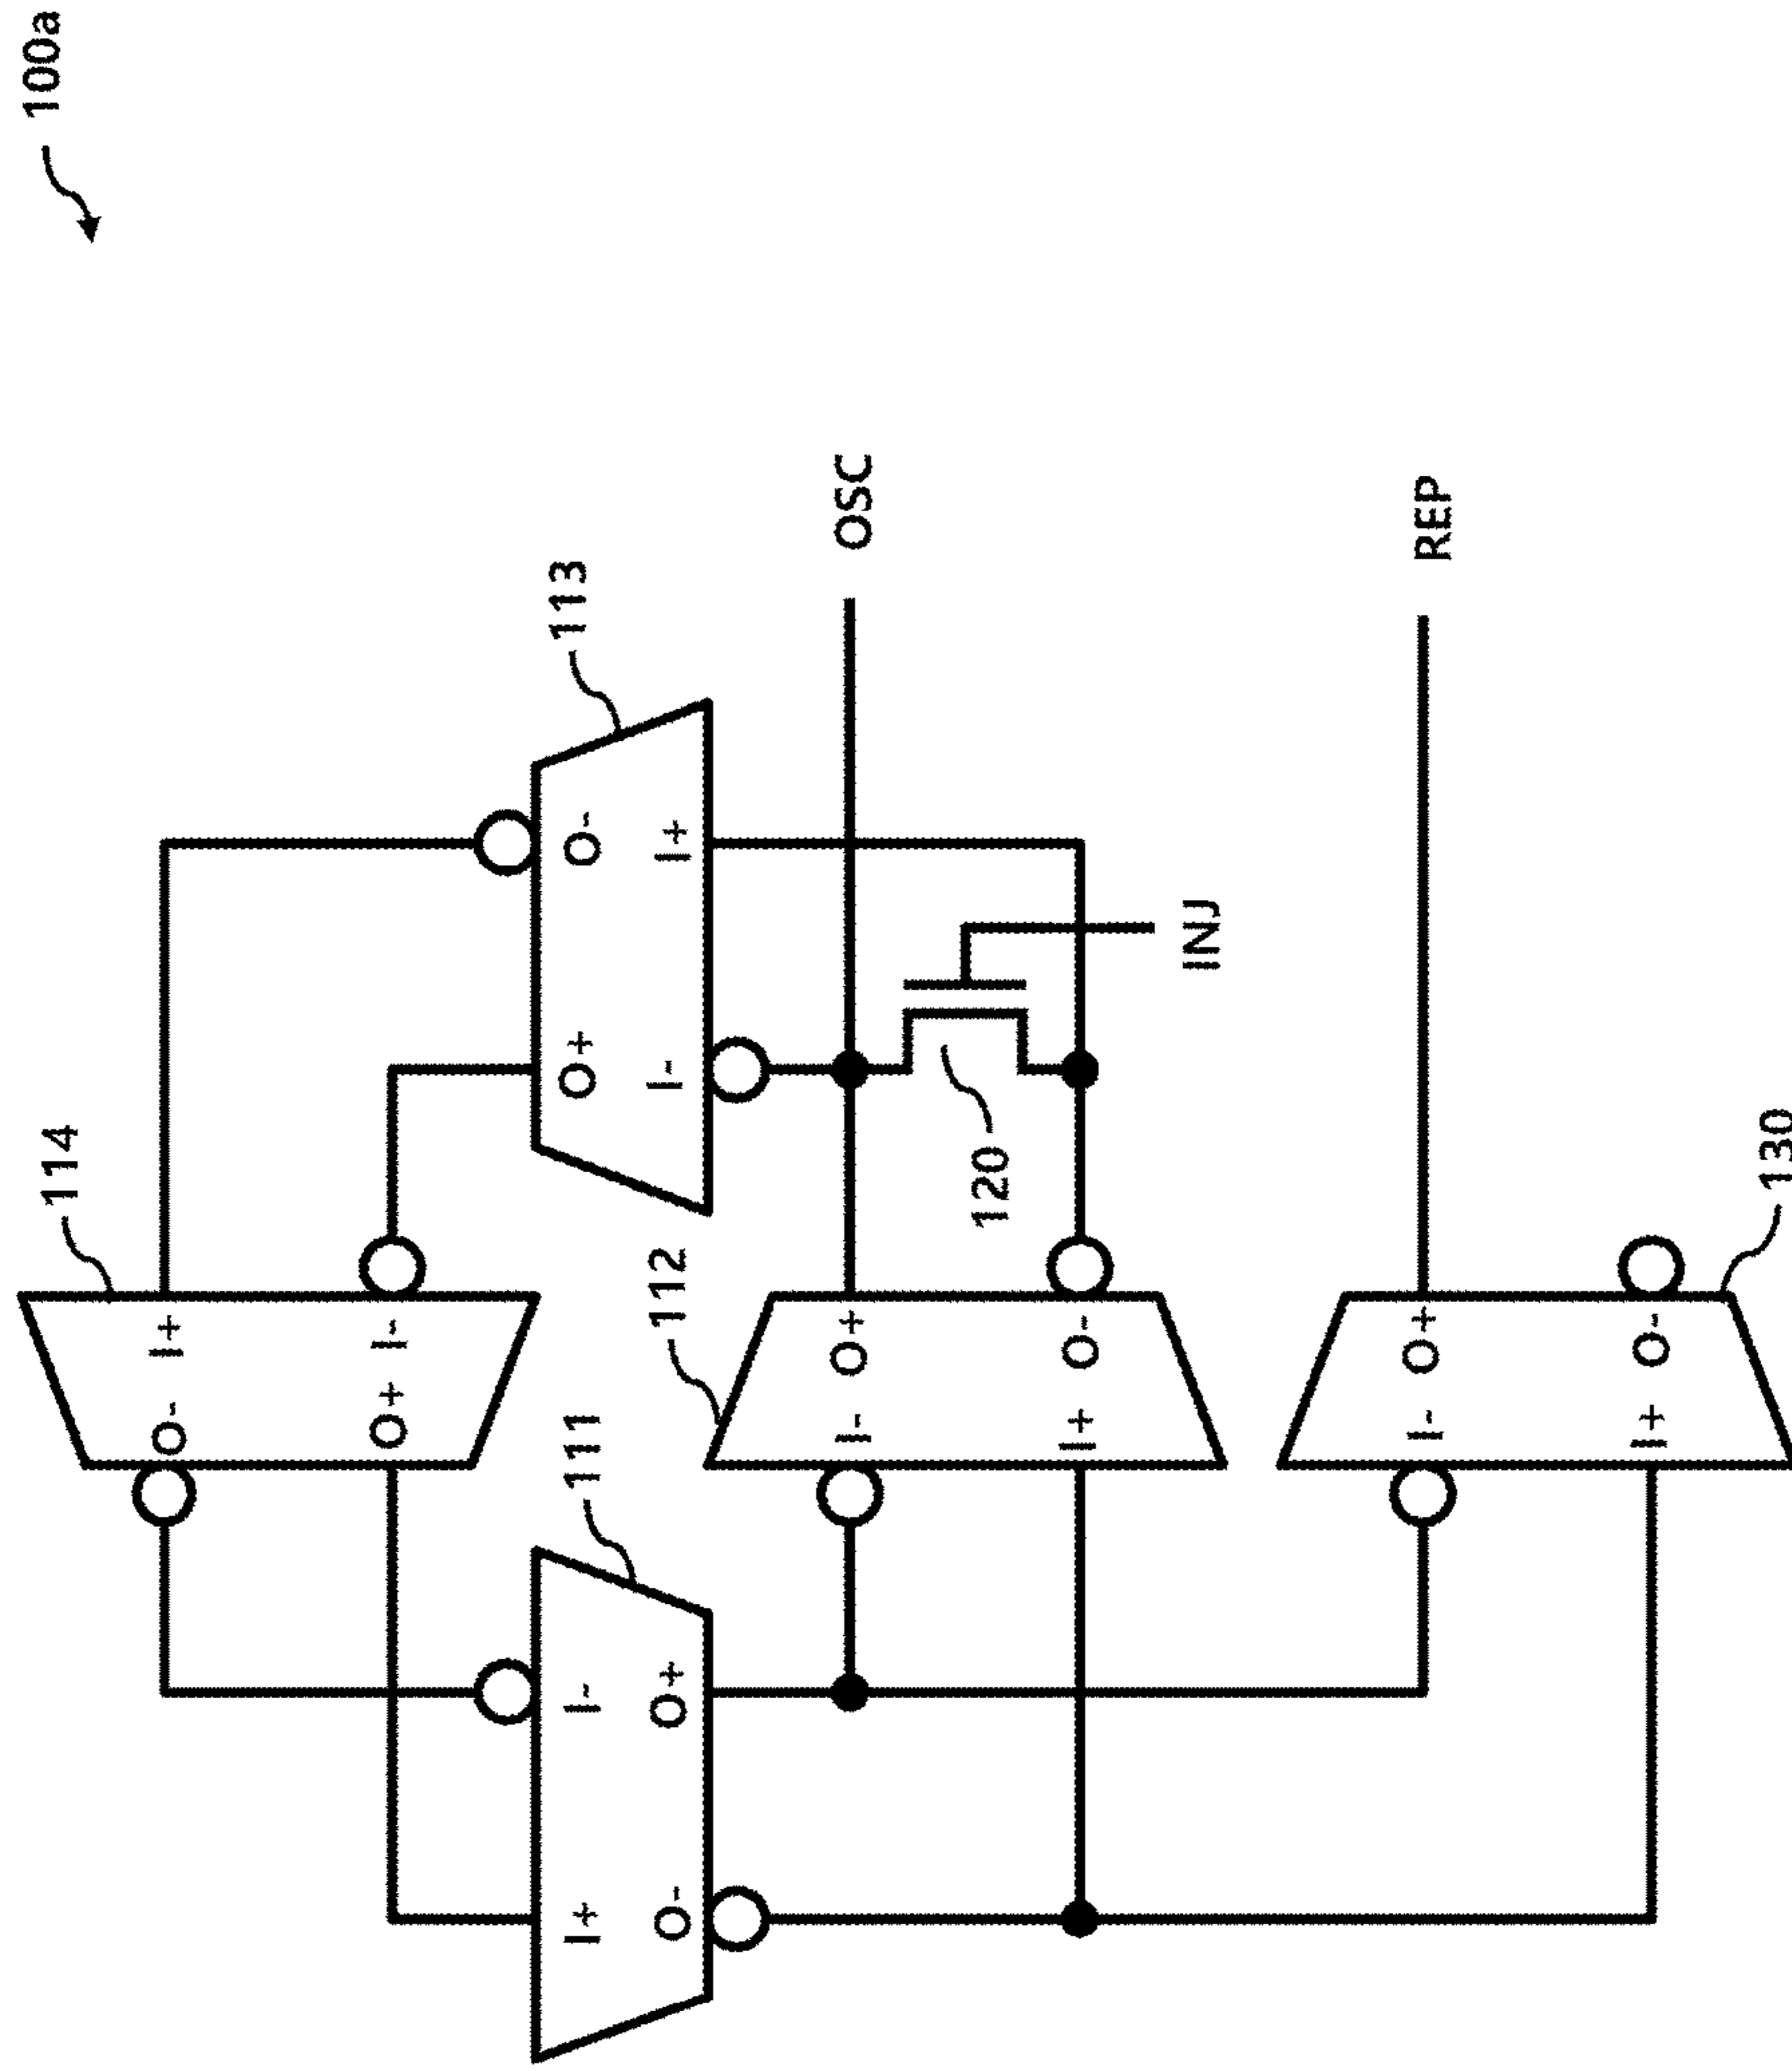 100a
114
I+
I-
O-
O+
113
O-
O+
I+
I-
111
I-
I+
O+
O-
OSC
112
I-
O+
I+
O-
120
INJ
REP
130
I-
O+
I+
O-